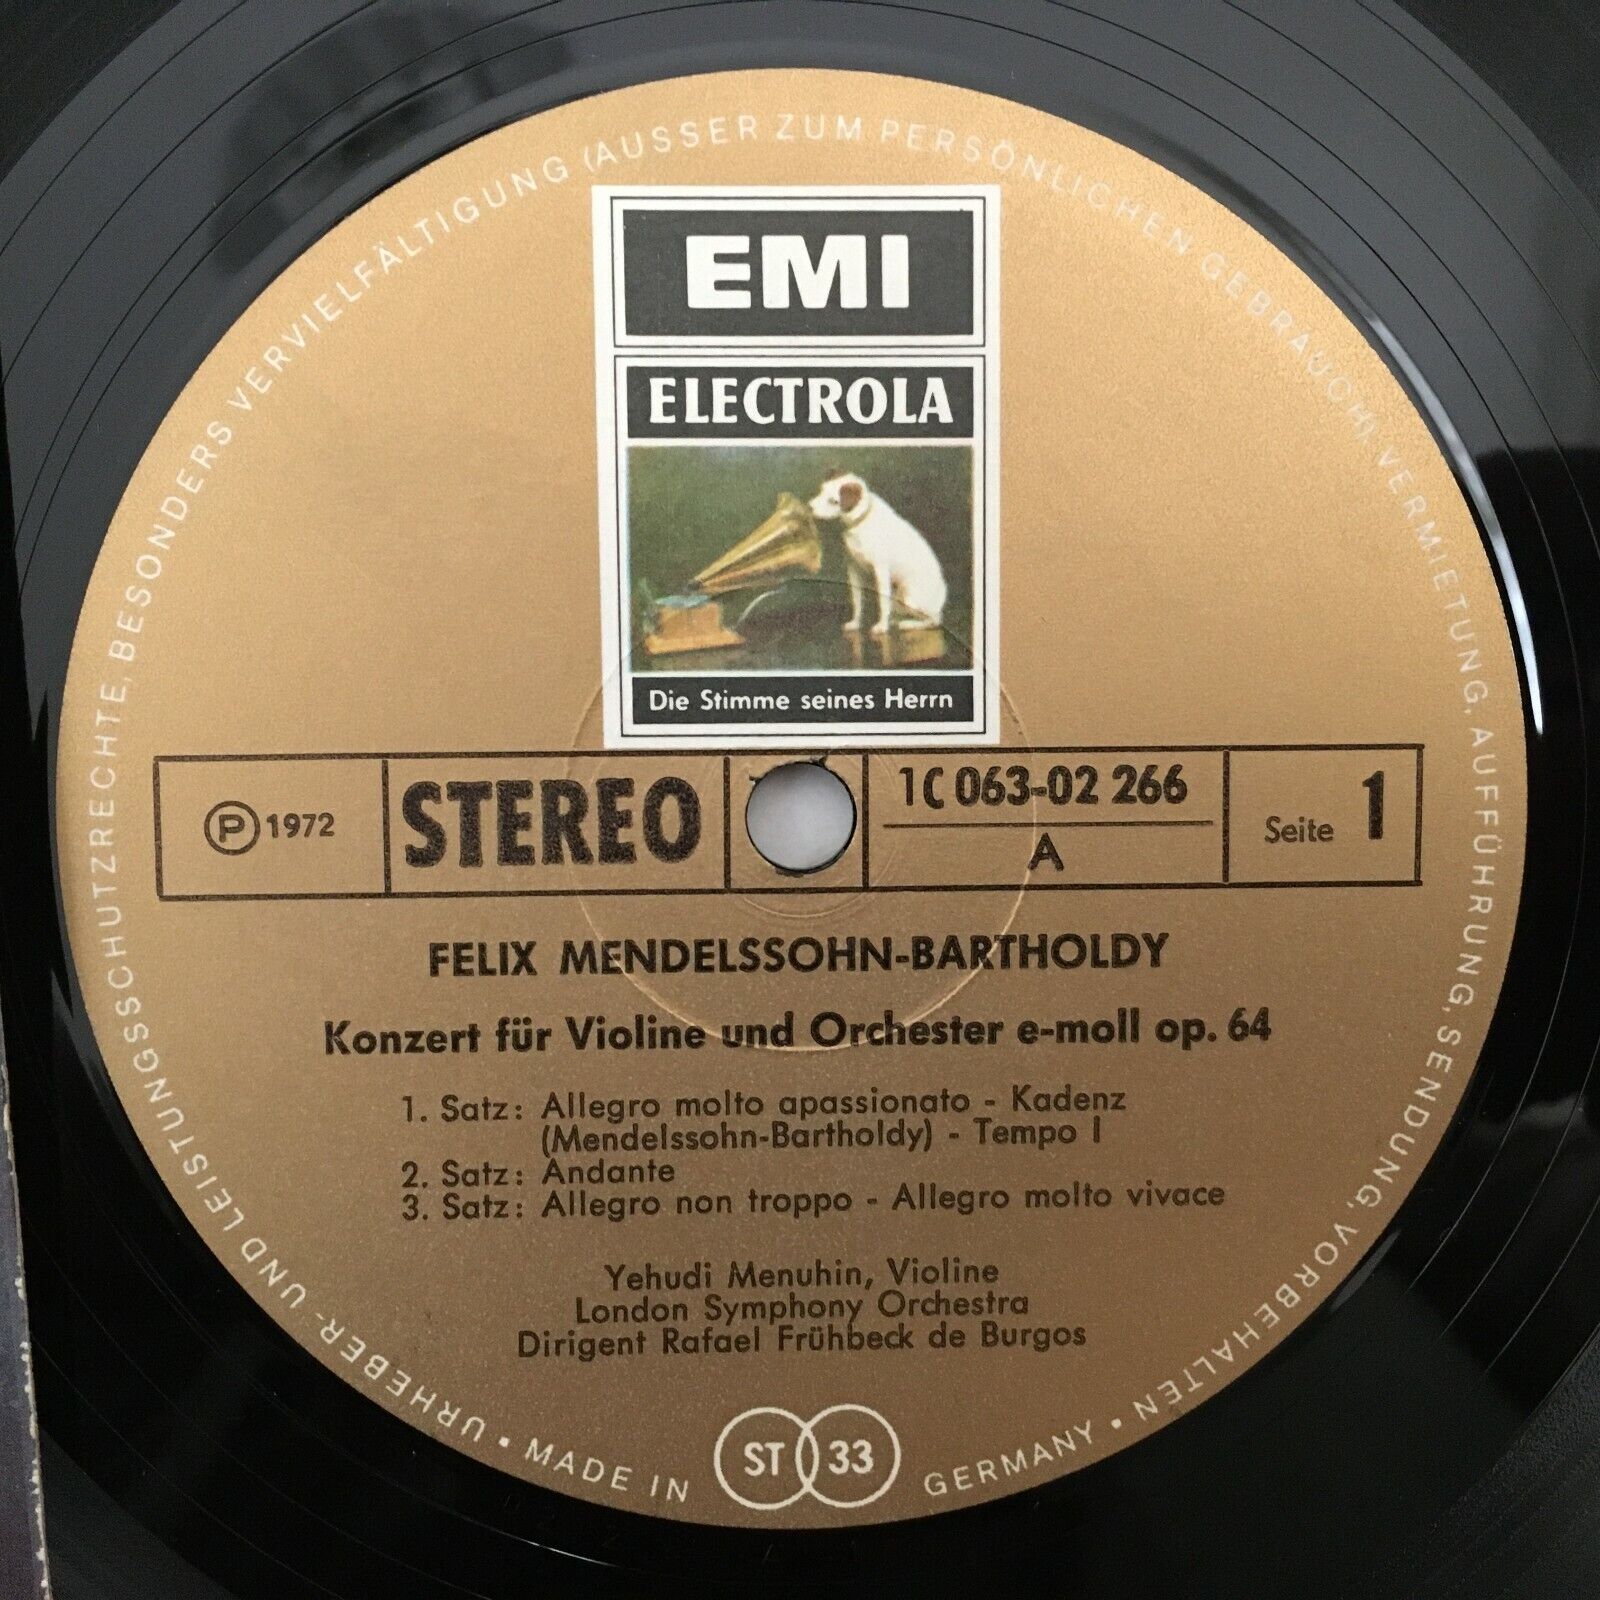 EMI
ELECTROLA
Die Stimme seines Herrn
Ⓟ1972
STEREO
1C 063-02 266
A
Seite 1
FELIX MENDELSSOHN-BARTHOLDY
Konzert für Violine und Orchester e-moll op. 64
1. Satz: Allegro molto apassionato - Kadenz
(Mendelssohn-Bartholdy) - Tempo I
2. Satz: Andante
3. Satz: Allegro non troppo - Allegro molto vivace
Yehudi Menuhin, Violine
London Symphony Orchestra
Dirigent Rafael Frühbeck de Burgos
URHEBER- UND LEISTUNGSSCHUTZRECHTE, BESONDERS VERVIELFÄLTIGUNG (AUSSER ZUM PERSÖNLICHEN GEBRAUCH), VERMIETUNG, AUFFÜHRUNG, SENDUNG, VORBEHALTEN •
• MADE IN ST 33 GERMANY